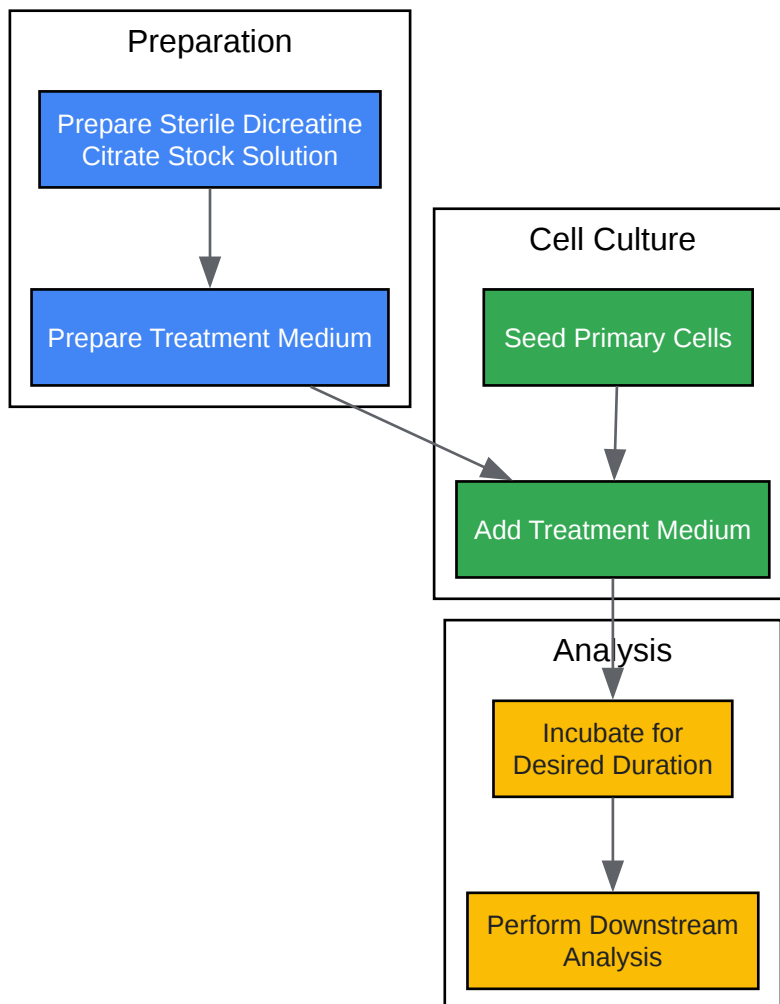 Preparation
Prepare Sterile Dicreatine
Citrate Stock Solution
Prepare Treatment Medium
Cell Culture
Seed Primary Cells
Add Treatment Medium
Analysis
Incubate for
Desired Duration
Perform Downstream
Analysis